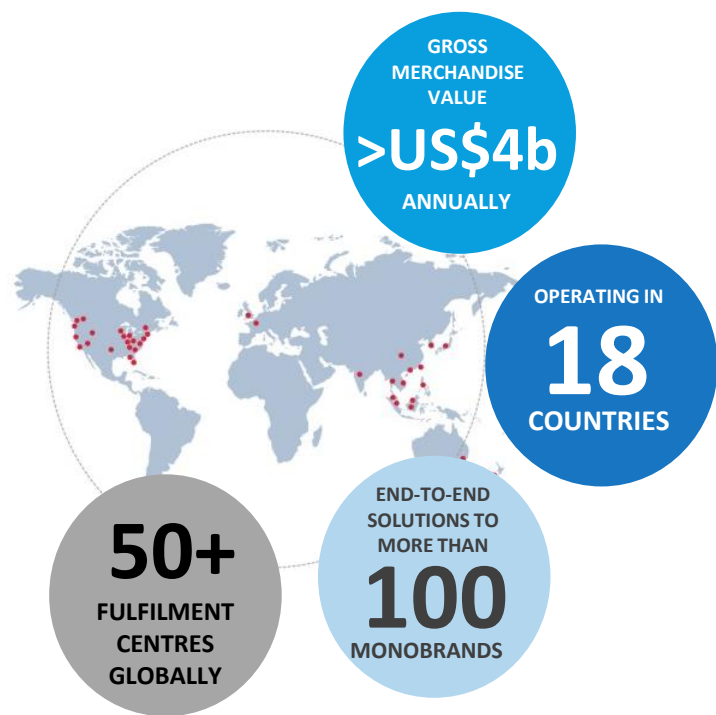 GROSS
MERCHANDISE
VALUE
>US$4b
ANNUALLY
OPERATING IN
18
COUNTRIES
END-TO-END
SOLUTIONS TO
MORE THAN
100
MONOBRANDS
50+
FULFILMENT
CENTRES
GLOBALLY